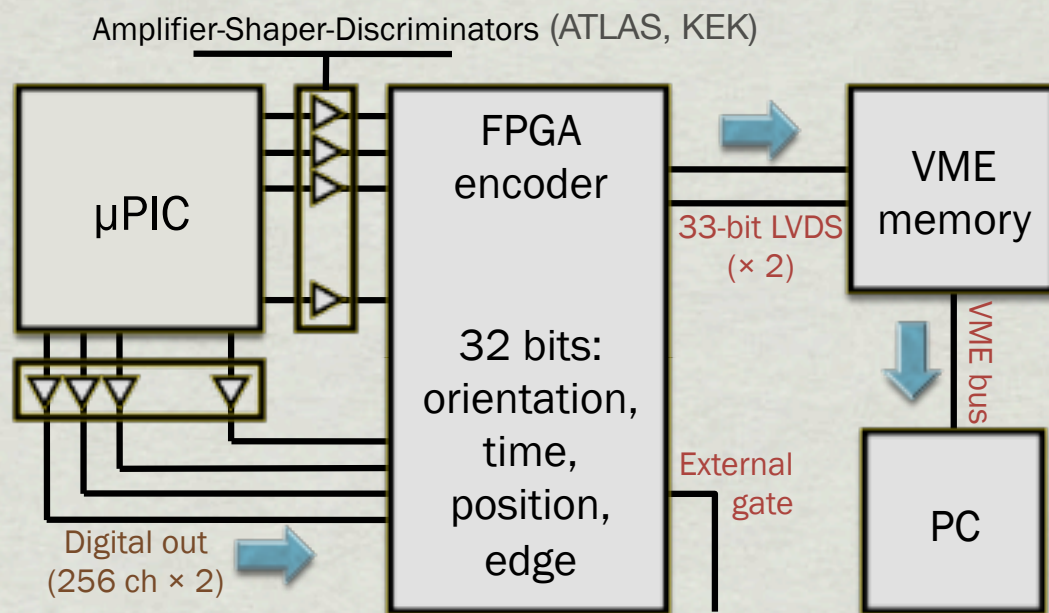 Amplifier-Shaper-Discriminators (ATLAS, KEK)
µPIC
FPGA
encoder
32 bits:
orientation,
time,
position,
edge
33-bit LVDS
(× 2)
VME
memory
VME bus
External
gate
PC
Digital out
(256 ch × 2)